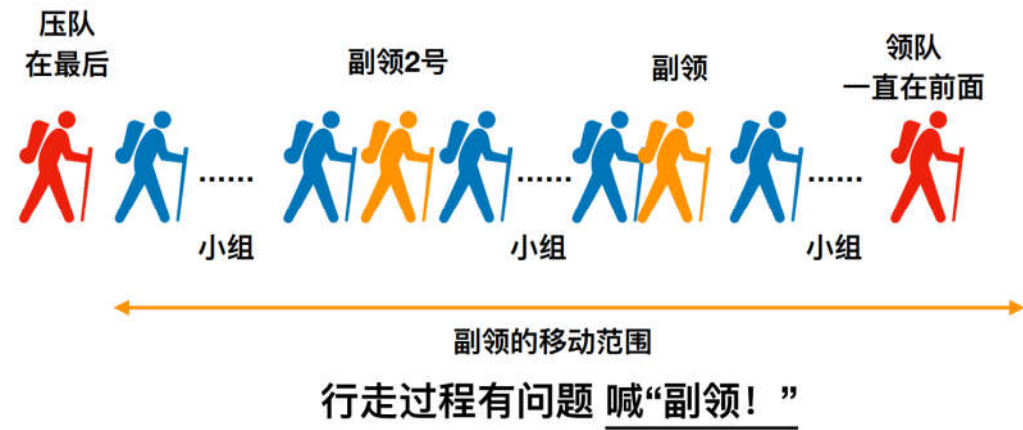 压队
在最后
副领2号
副领
领队
一直在前面
......
......
......
小组
小组
小组
副领的移动范围
行走过程有问题 喊“副领！”